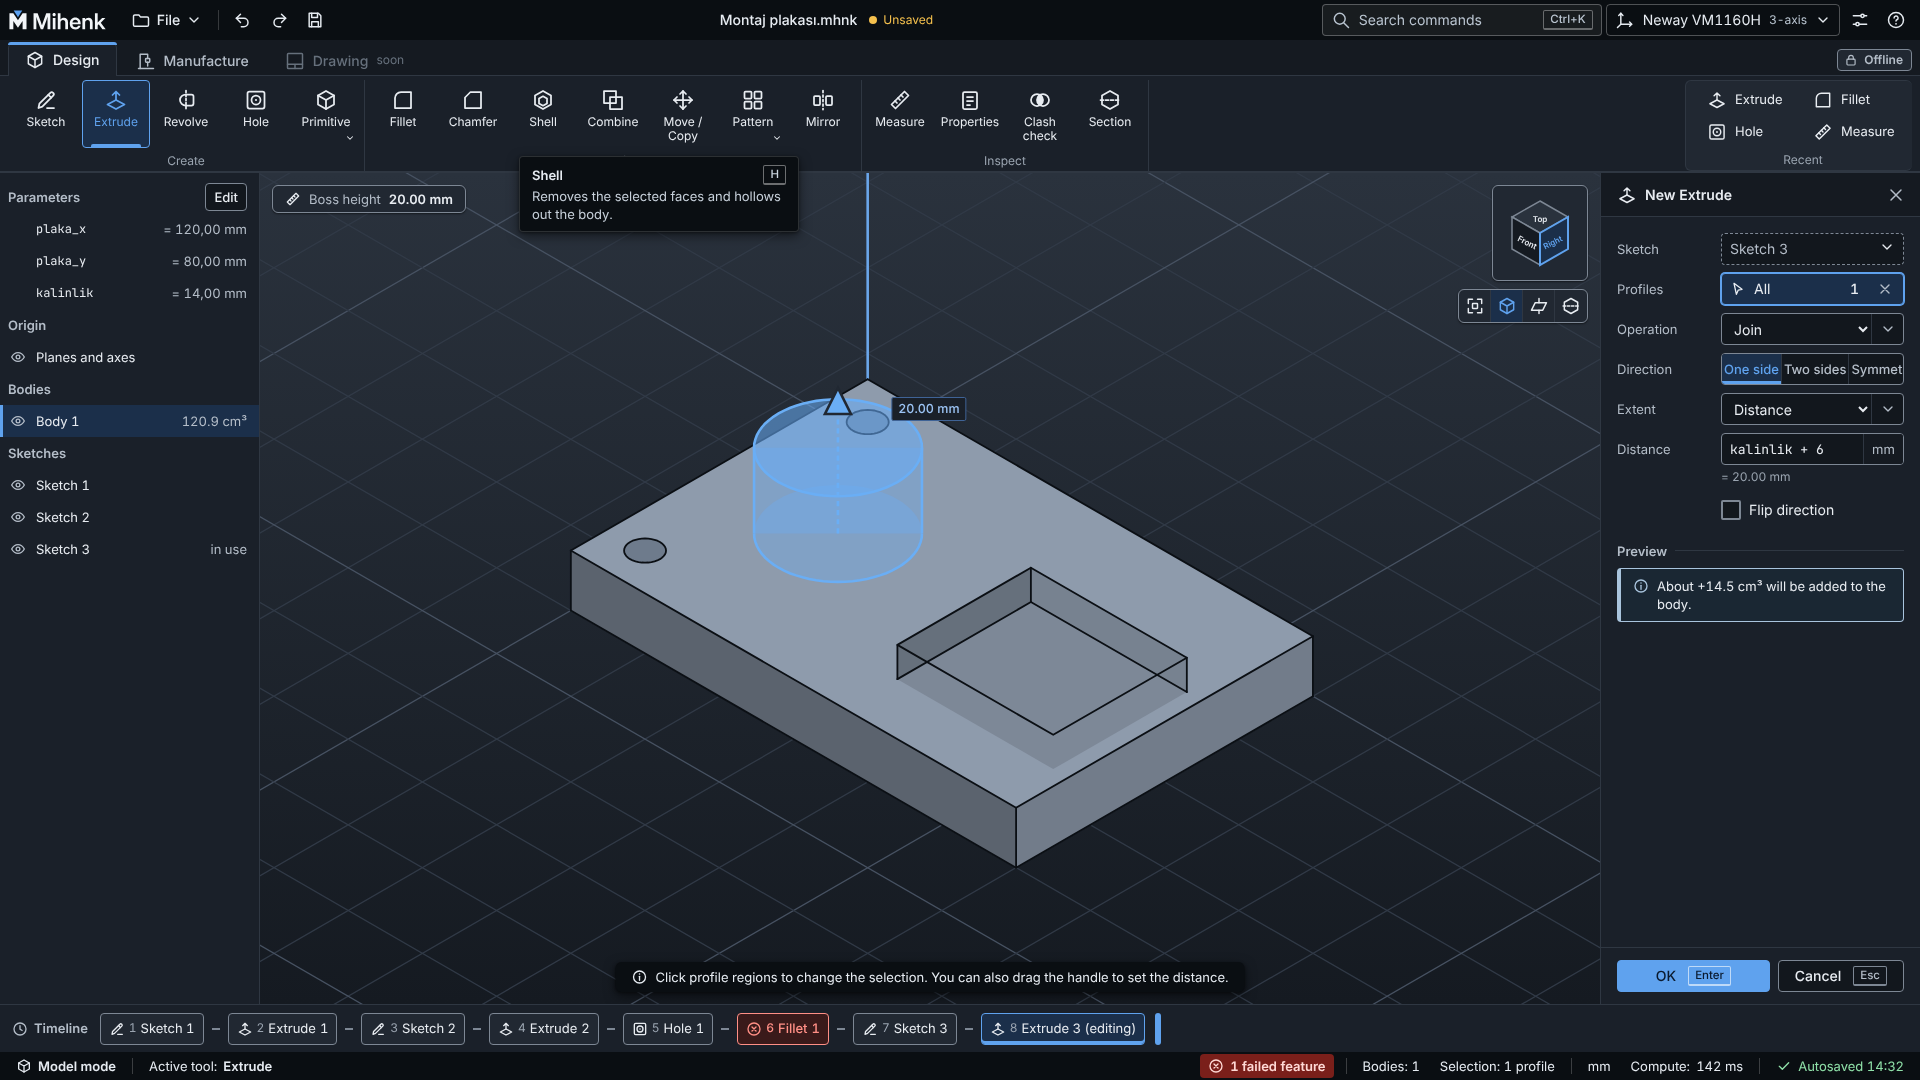 Mihenk
File
Montaj plakası.mhnk
Unsaved
Search commands
Ctrl+K
Neway VM1160H 3-axis
Design
Manufacture
Drawing soon
Offline
Sketch
Extrude
Revolve
Hole
Primitive
Create
Fillet
Chamfer
Shell
Combine
Move /
Copy
Pattern
Mirror
Measure
Properties
Clash
check
Section
Inspect
Extrude
Fillet
Hole
Measure
Recent
Shell
H
Removes the selected faces and hollows
out the body.
Parameters
Edit
plaka_x = 120,00 mm
plaka_y = 80,00 mm
kalinlik = 14,00 mm
Origin
Planes and axes
Bodies
Body 1 120.9 cm³
Sketches
Sketch 1
Sketch 2
Sketch 3 in use
Boss height 20.00 mm
20.00 mm
Top
Front
Right
New Extrude
Sketch Sketch 3
Profiles All 1
Operation Join
Direction One side Two sides Symmet
Extent Distance
Distance kalinlik + 6 mm
= 20.00 mm
Flip direction
Preview
About +14.5 cm³ will be added to the
body.
OK Enter
Cancel Esc
Click profile regions to change the selection. You can also drag the handle to set the distance.
Timeline
1 Sketch 1
2 Extrude 1
3 Sketch 2
4 Extrude 2
5 Hole 1
6 Fillet 1
7 Sketch 3
8 Extrude 3 (editing)
Model mode
Active tool: Extrude
1 failed feature
Bodies: 1
Selection: 1 profile
mm
Compute: 142 ms
Autosaved 14:32